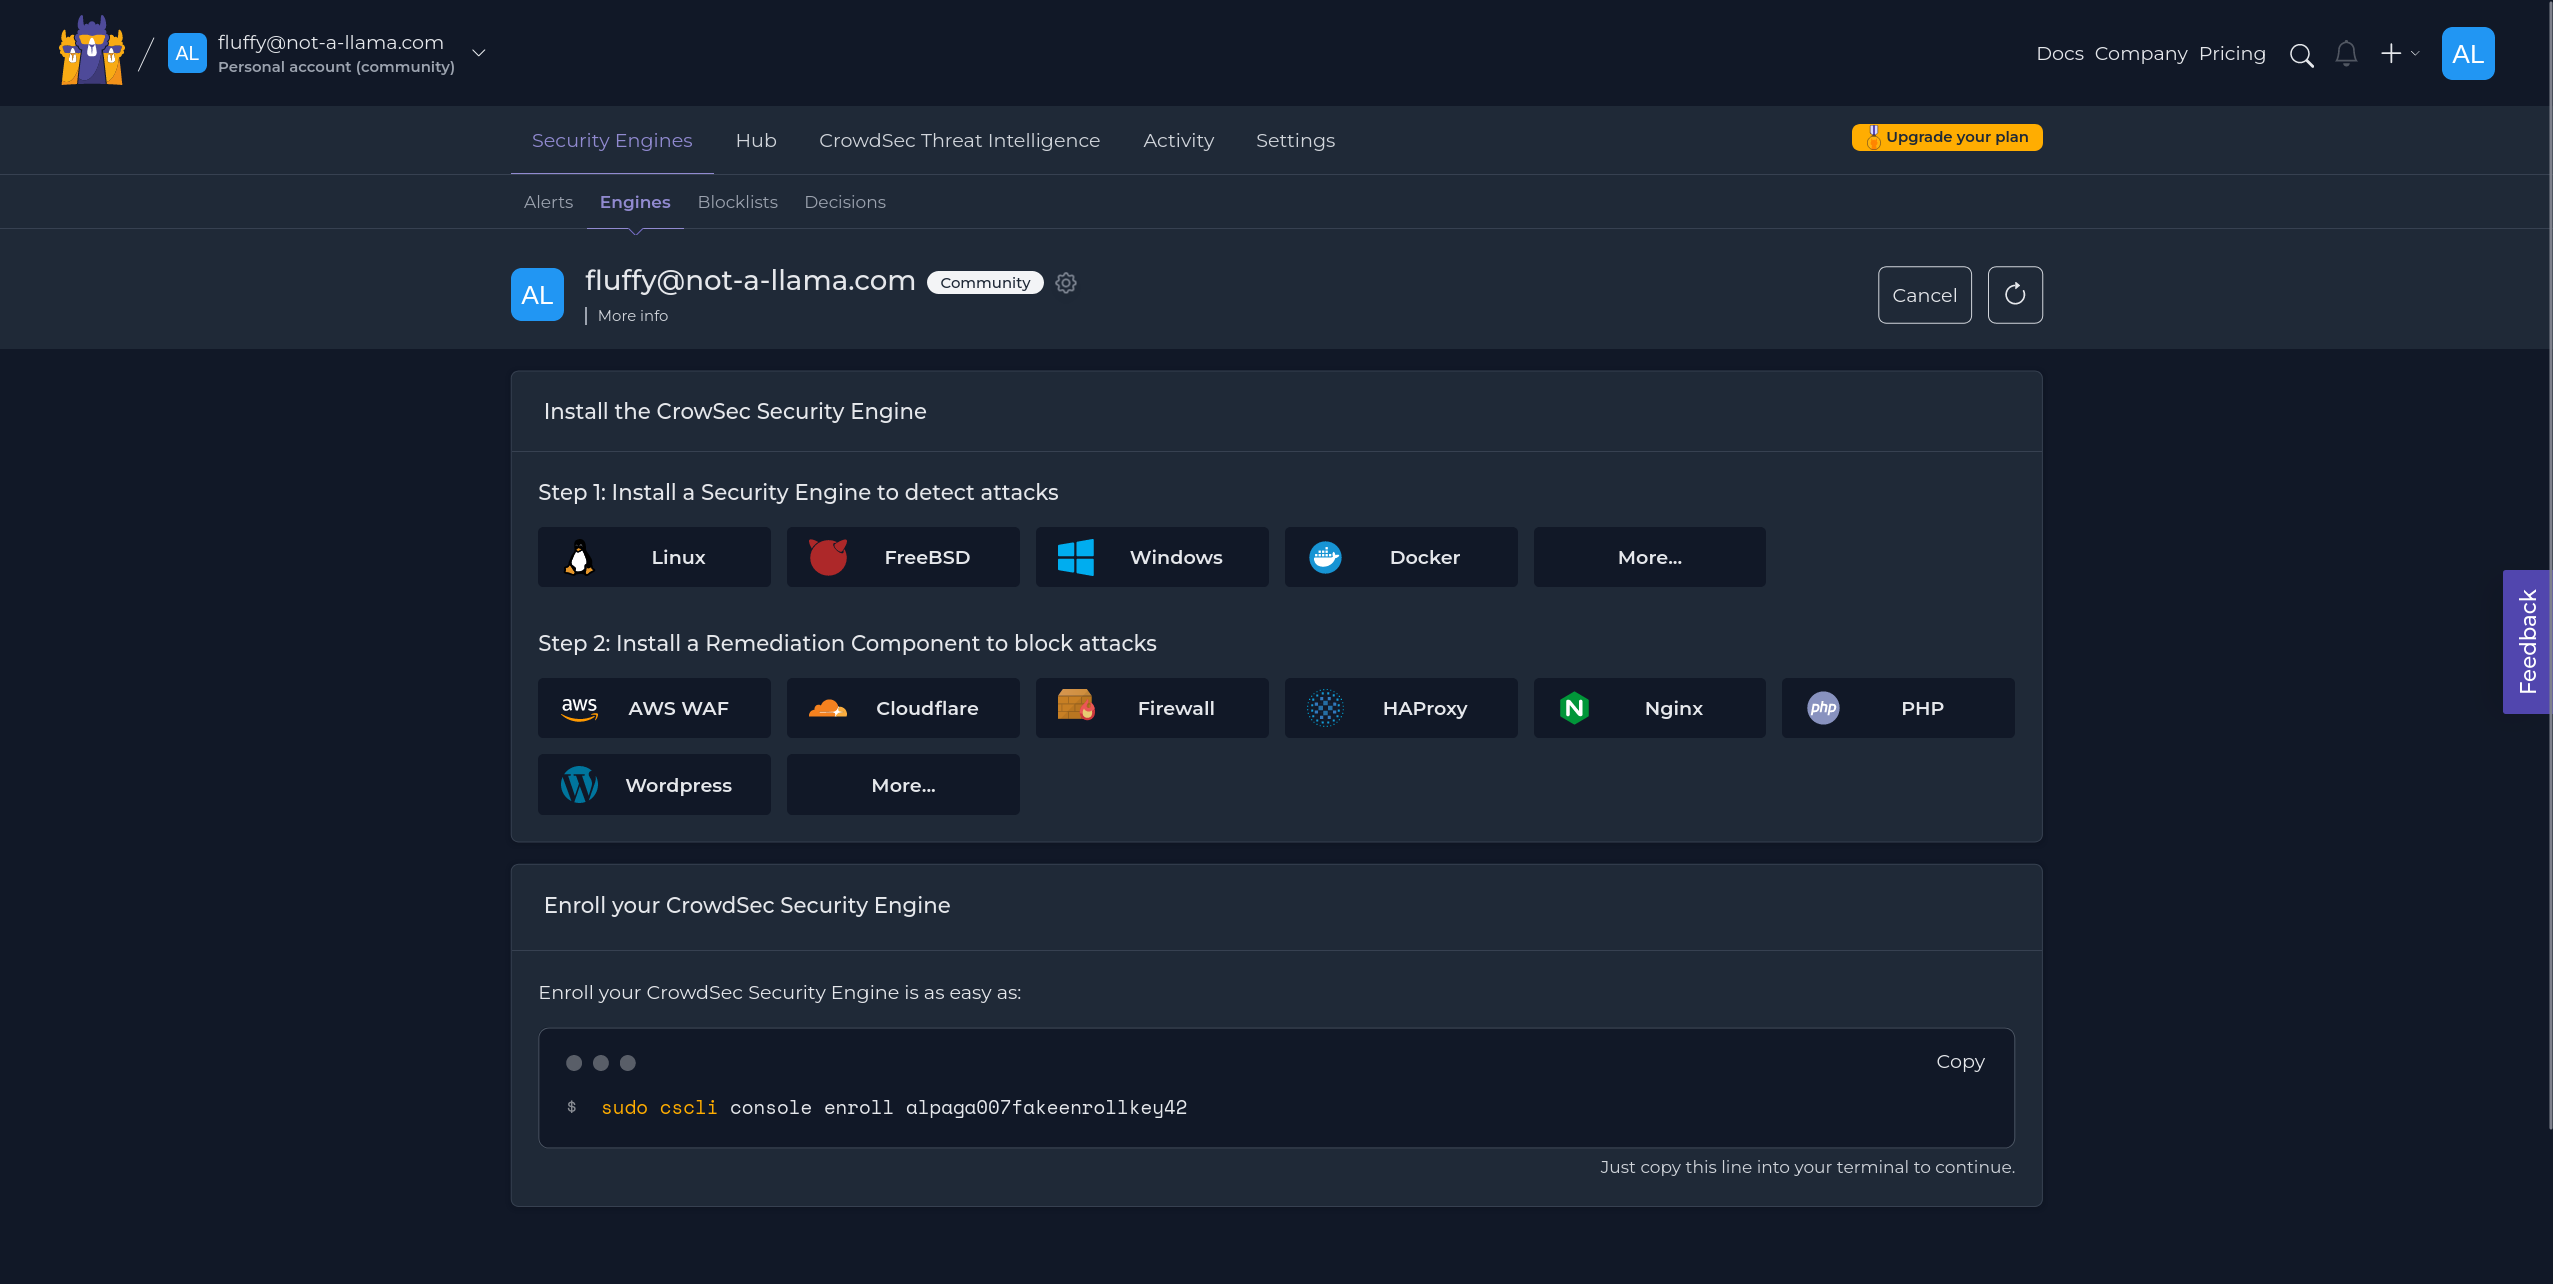 AL fluffy@not-a-llama.com
Personal account (community)
Docs Company Pricing AL
Security Engines Hub CrowdSec Threat Intelligence Activity Settings Upgrade your plan
Alerts Engines Blocklists Decisions
AL fluffy@not-a-llama.com Community
More info
Cancel
Install the CrowSec Security Engine
Step 1: Install a Security Engine to detect attacks
Linux FreeBSD Windows Docker More...
Step 2: Install a Remediation Component to block attacks
aws AWS WAF Cloudflare Firewall HAProxy N Nginx php PHP
W Wordpress More...
Feedback
Enroll your CrowdSec Security Engine
Enroll your CrowdSec Security Engine is as easy as:
Copy
$ sudo cscli console enroll alpaga007fakeenrollkey42
Just copy this line into your terminal to continue.